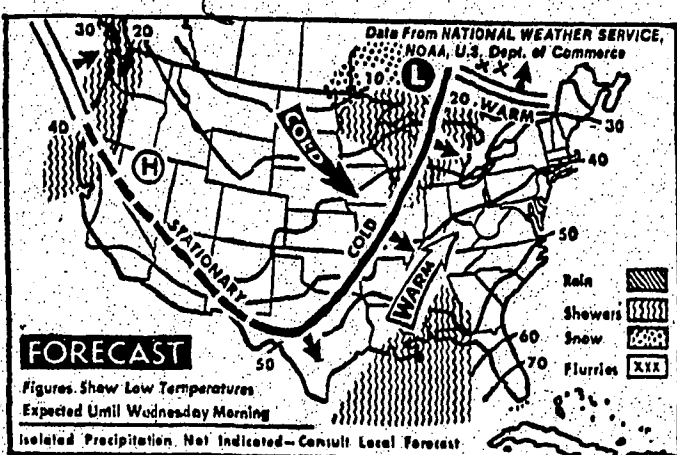 Data From NATIONAL WEATHER SERVICE,
NOAA, U.S. Dept. of Commerce
30
20
10
L
XX
20
WARM
30
COLD
40
H
40
STATIONARY
COLD
50
WARM
Rain
Showers
Snow
Flurries XXX
FORECAST
50
60
70
Figures Show Low Temperatures
Expected Until Wednesday Morning
Isolated Precipitation Not Indicated—Consult Local Forecast